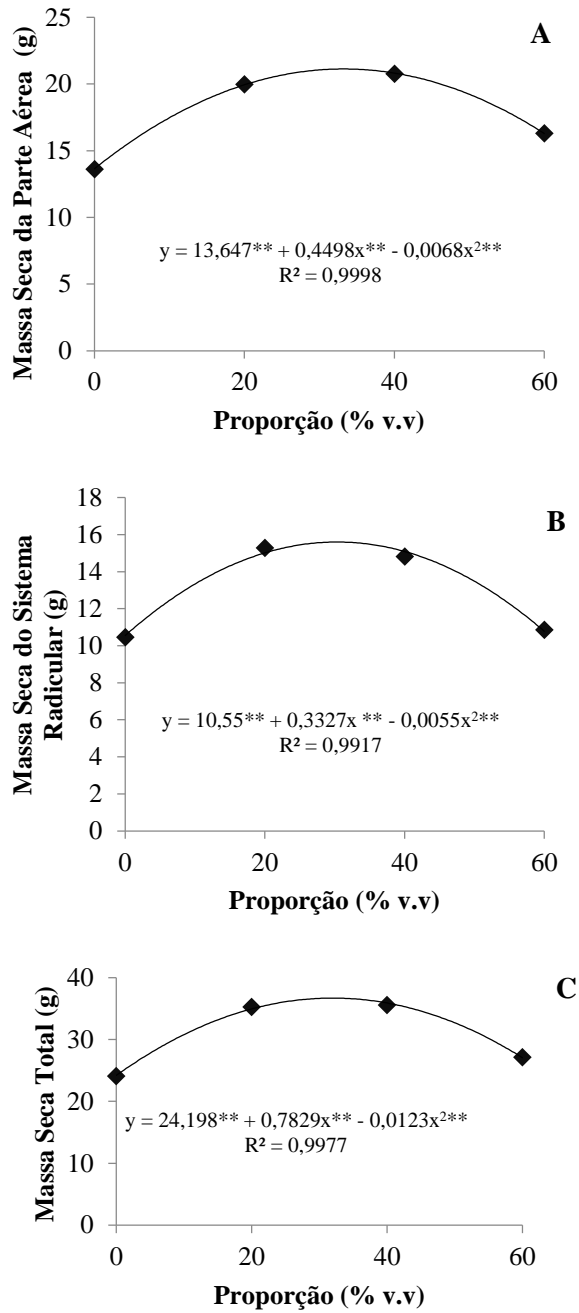 A
Massa Seca da Parte Aérea (g)
25
20
15
10
5
0
y = 13,647** + 0,4498x** - 0,0068x²**
R² = 0,9998
0 20 40 60
Proporção (% v.v)
B
Massa Seca do Sistema
Radicular (g)
18
16
14
12
10
8
6
4
2
0
y = 10,55** + 0,3327x ** - 0,0055x²**
R² = 0,9917
0 20 40 60
Proporção (% v.v)
C
Massa Seca Total (g)
40
30
20
10
0
y = 24,198** + 0,7829x** - 0,0123x²**
R² = 0,9977
0 20 40 60
Proporção (% v.v)